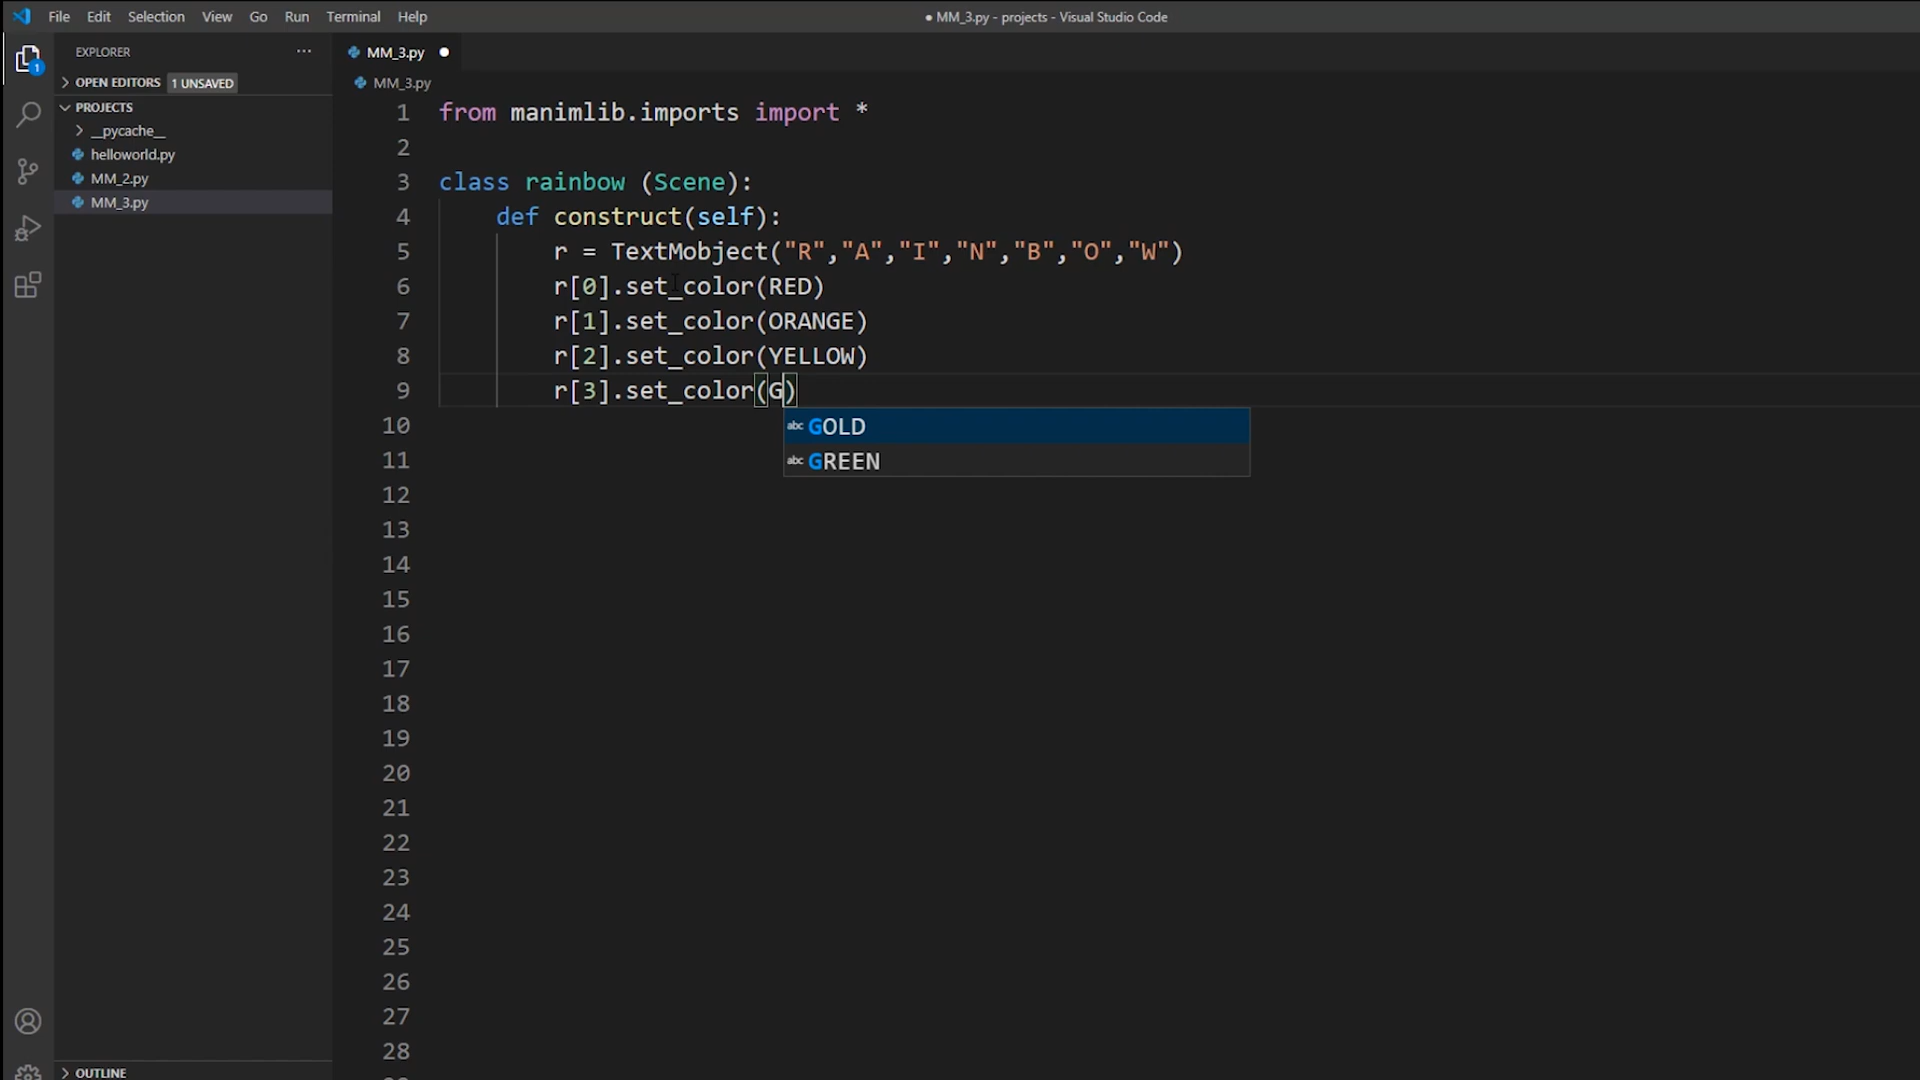 File Edit Selection View Go Run Terminal Help
● MM_3.py - projects - Visual Studio Code
EXPLORER ...
OPEN EDITORS 1 UNSAVED
PROJECTS
__pycache__
helloworld.py
MM_2.py
MM_3.py
OUTLINE
1
MM_3.py ●
MM_3.py
1 from manimlib.imports import *
2
3 class rainbow (Scene):
4 def construct(self):
5 r = TextMobject("R","A","I","N","B","O","W")
6 r[0].set_color(RED)
7 r[1].set_color(ORANGE)
8 r[2].set_color(YELLOW)
9 r[3].set_color(G)
abc GOLD
abc GREEN
10
11
12
13
14
15
16
17
18
19
20
21
22
23
24
25
26
27
28